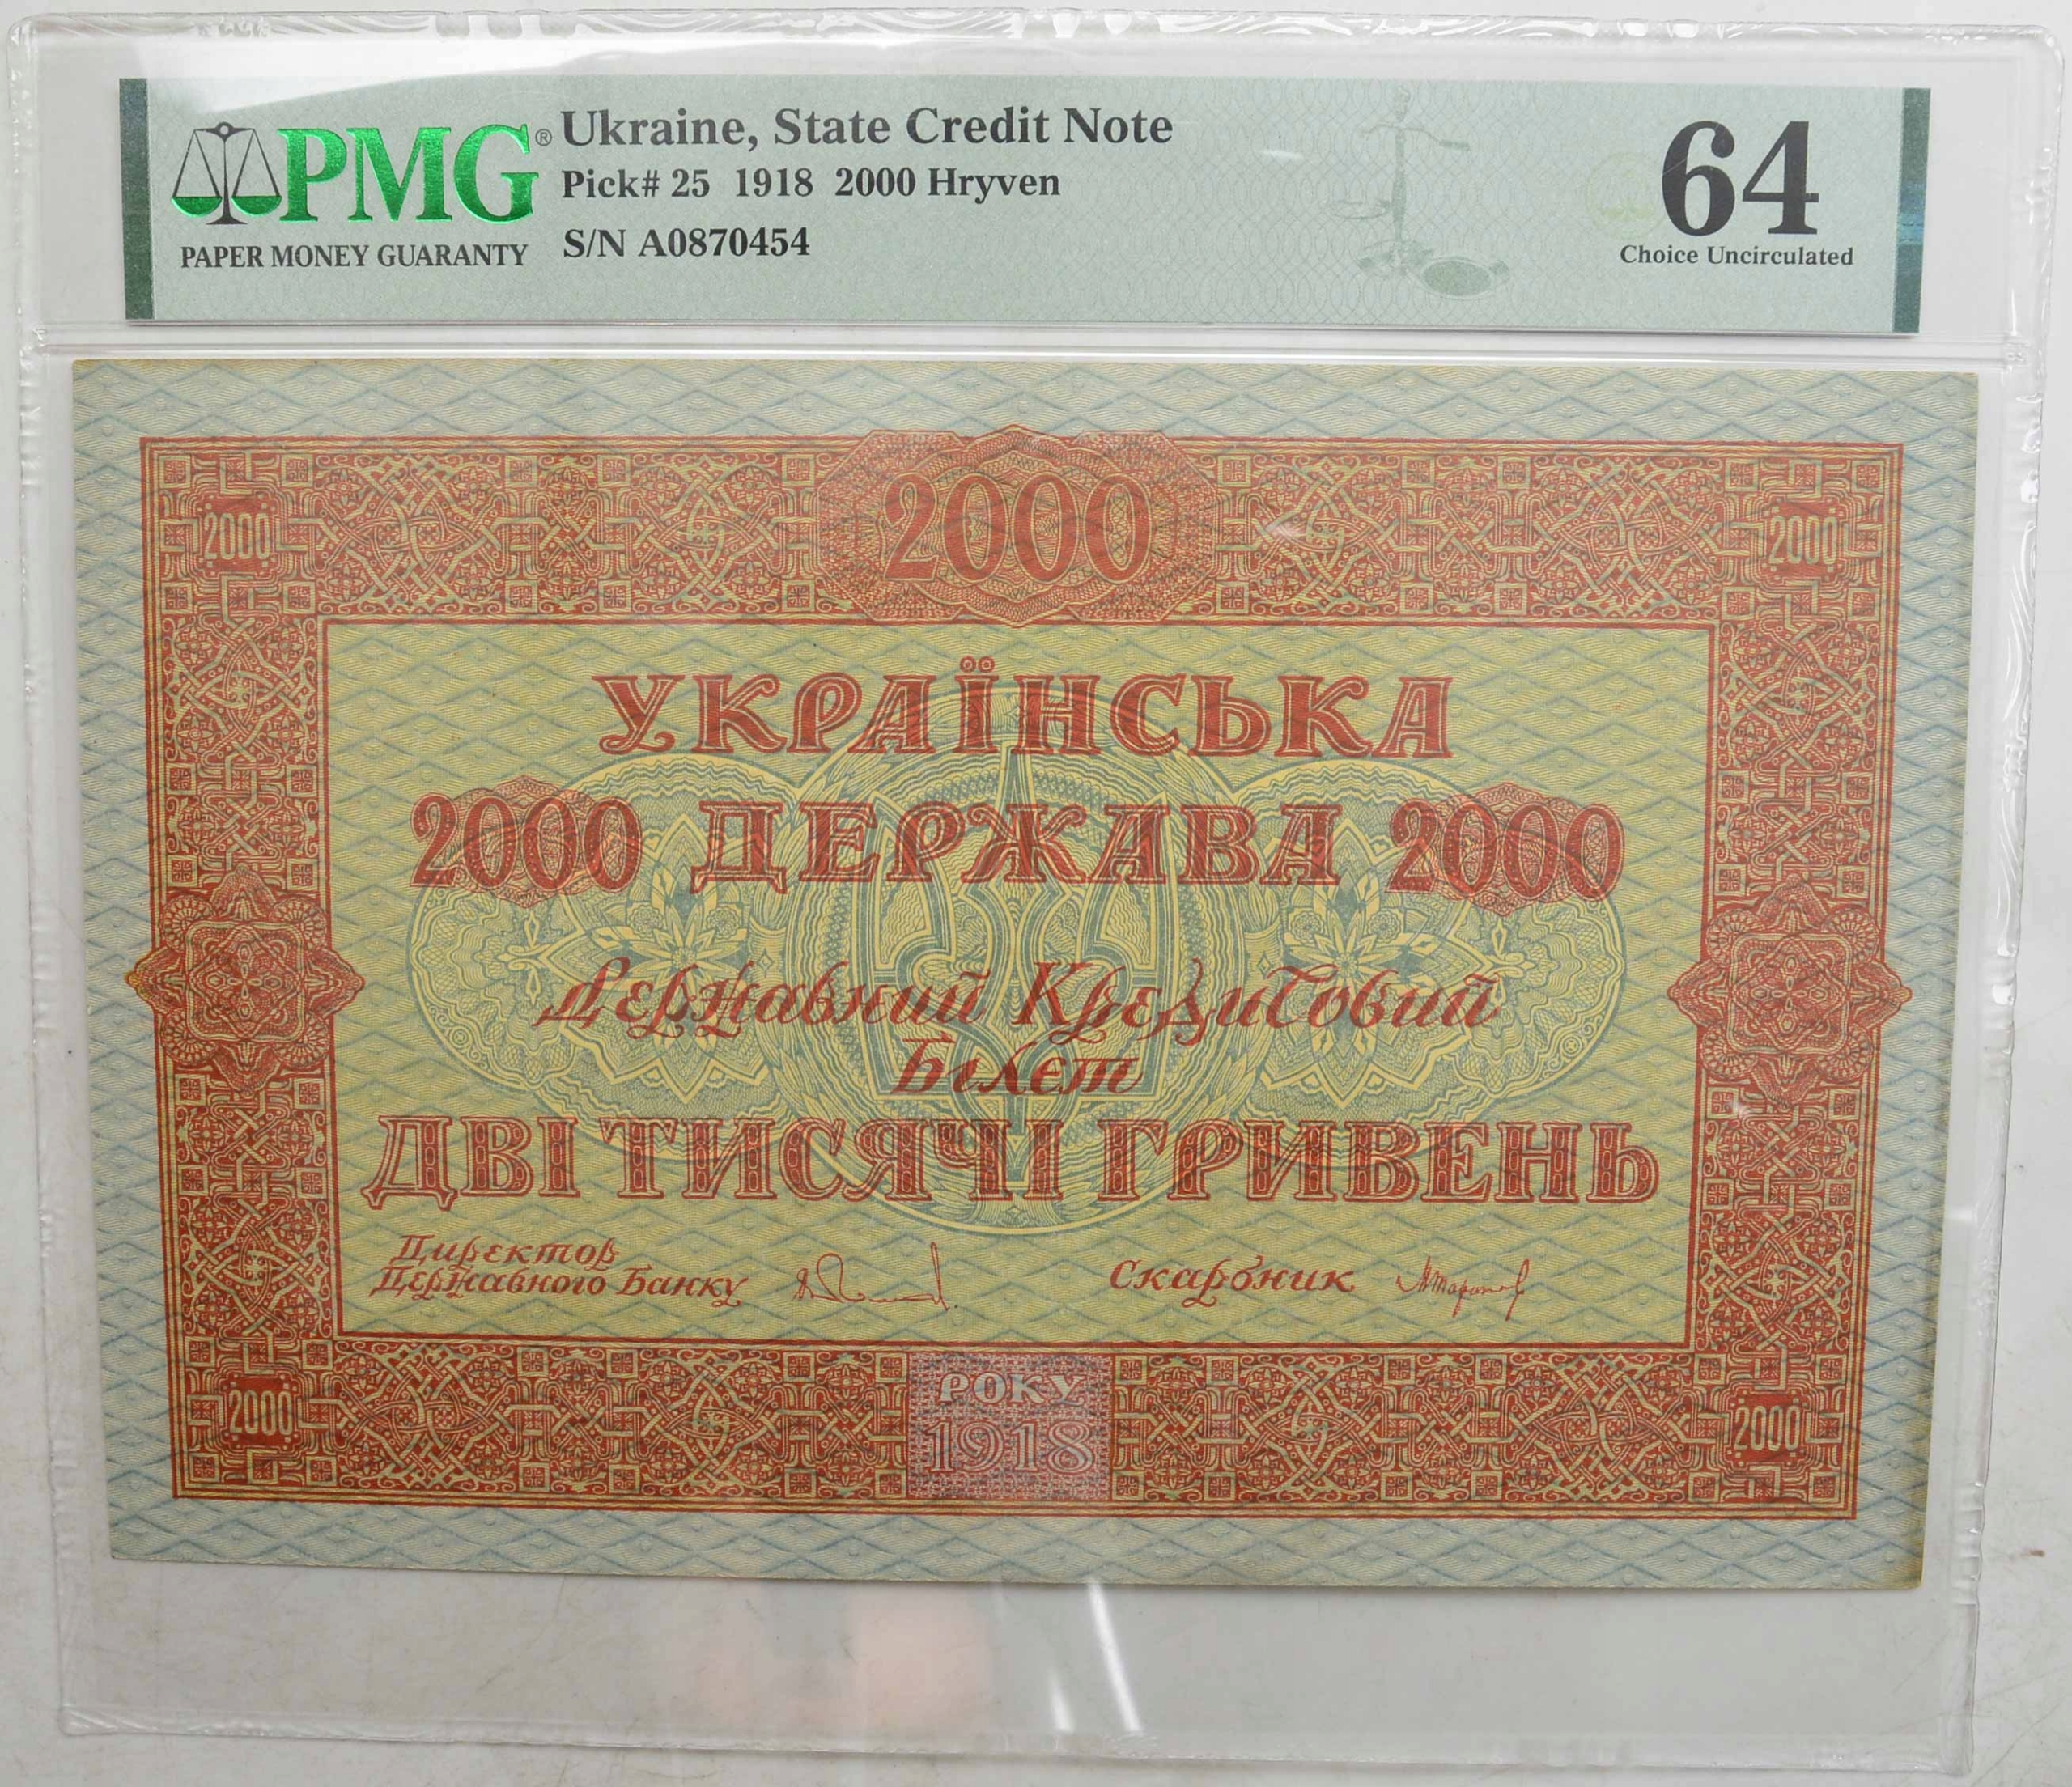 PMG® Ukraine, State Credit Note
Pick# 25 1918 2000 Hryven
PAPER MONEY GUARANTY S/N A0870454
64
Choice Uncirculated
2000 2000 2000
УКРАЇНСЬКА
2000 ДЕРЖАВА 2000
Державний Кредитовий
Білет
ДВІ ТИСЯЧІ ГРИВЕНЬ
Директор
Державного Банку
Скарбник
РОКУ
2000 1918 2000